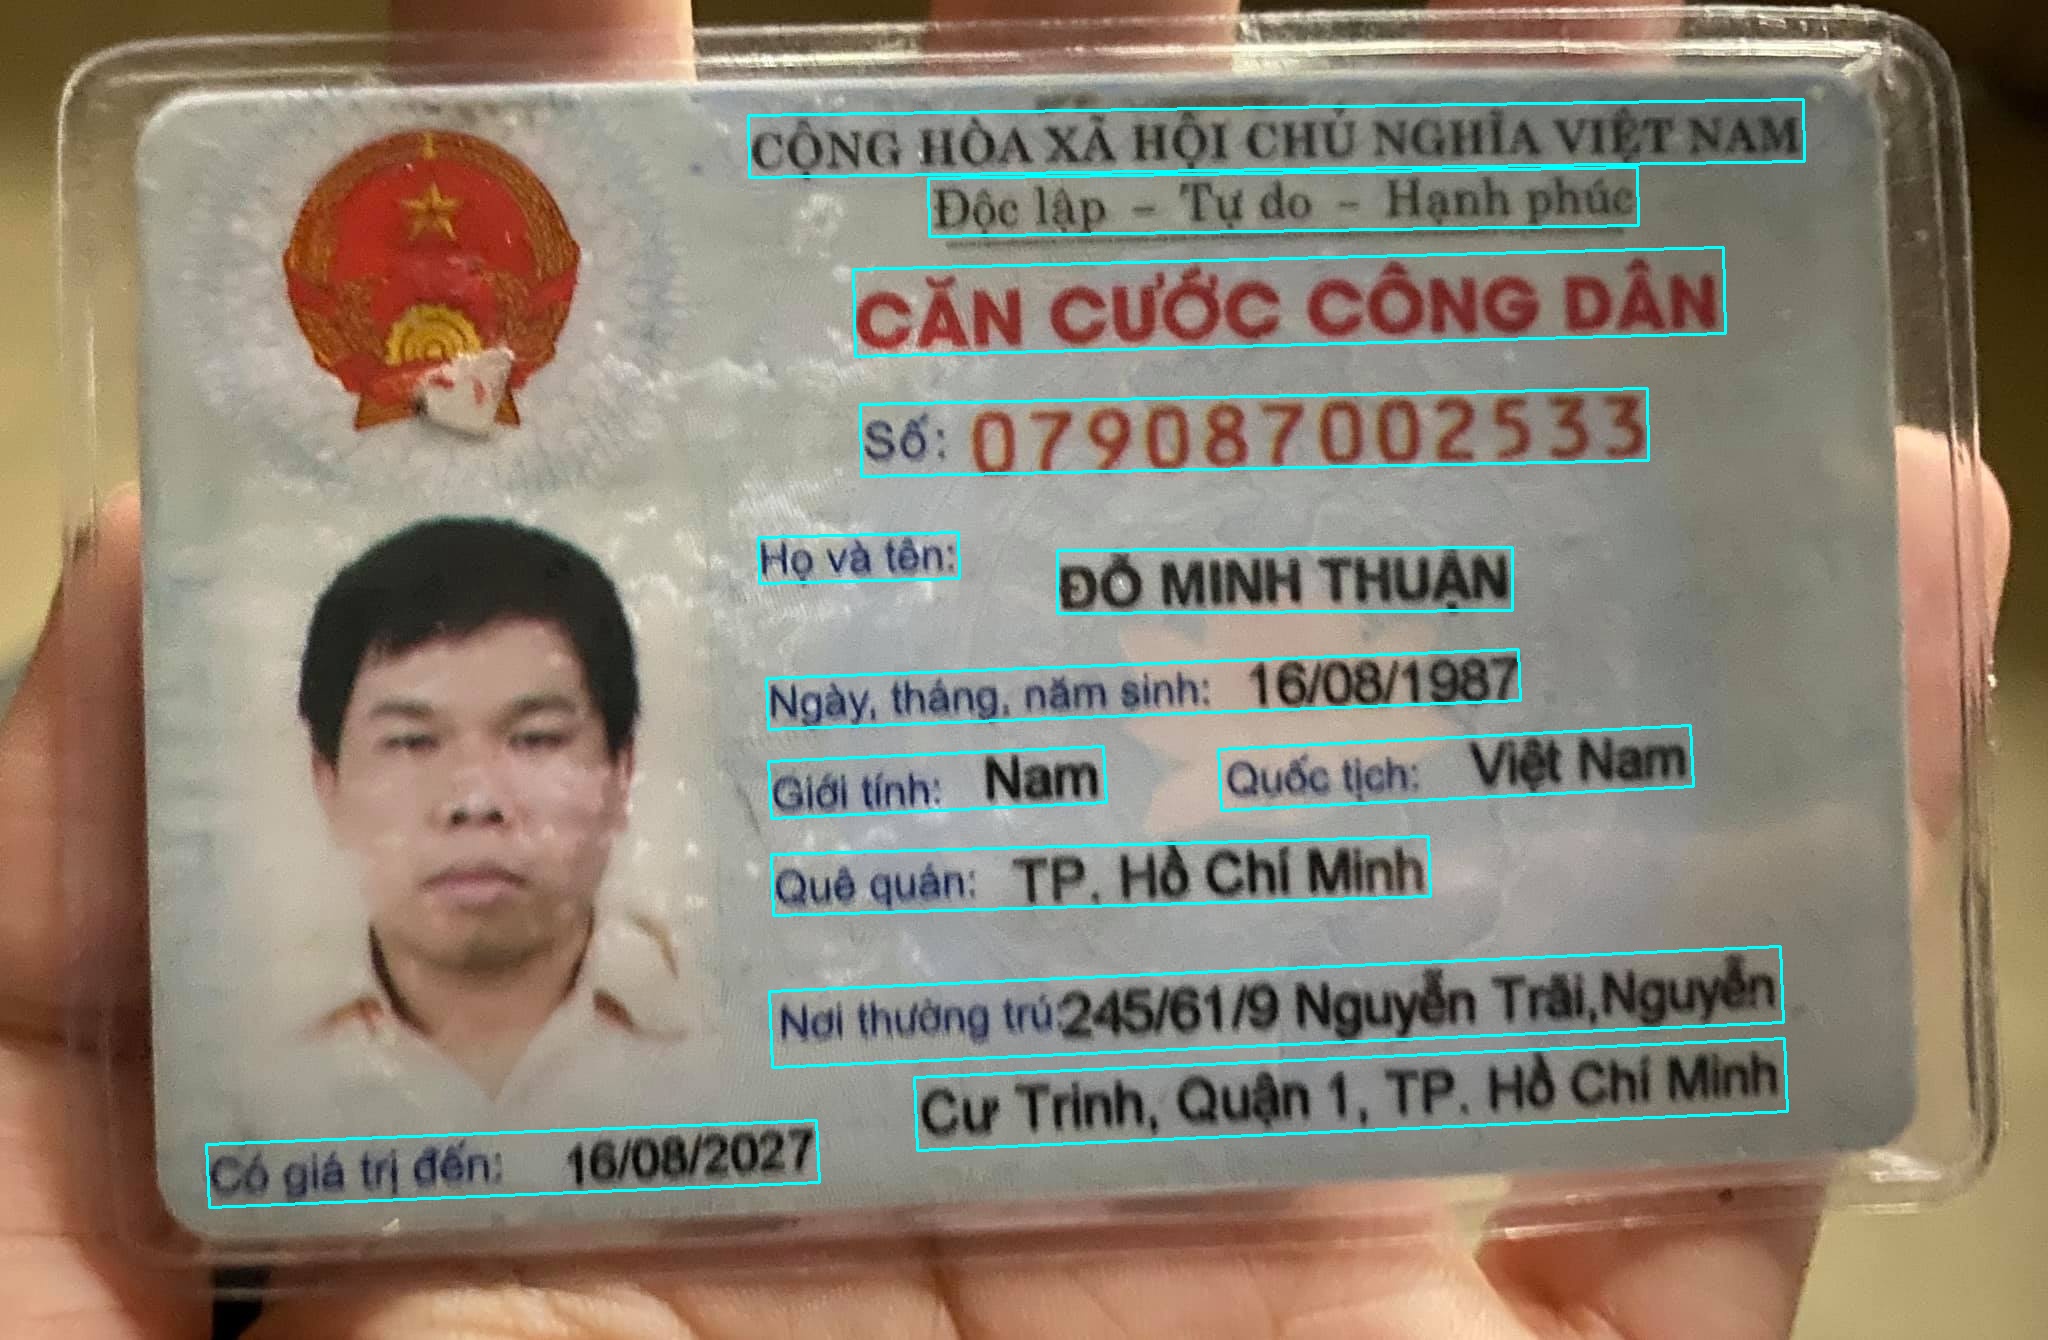 CỘNG HÒA XÃ HỘI CHỦ NGHĨA VIỆT NAM
Độc lập - Tự do - Hạnh phúc
CĂN CƯỚC CÔNG DÂN
Số: 079087002533
Họ và tên: ĐỖ MINH THUẬN
Ngày, tháng, năm sinh: 16/08/1987
Giới tính: Nam Quốc tịch: Việt Nam
Quê quán: TP. Hồ Chí Minh
Nơi thường trú:245/61/9 Nguyễn Trãi,Nguyễn
Cư Trinh, Quận 1, TP. Hồ Chí Minh
Có giá trị đến: 16/08/2027